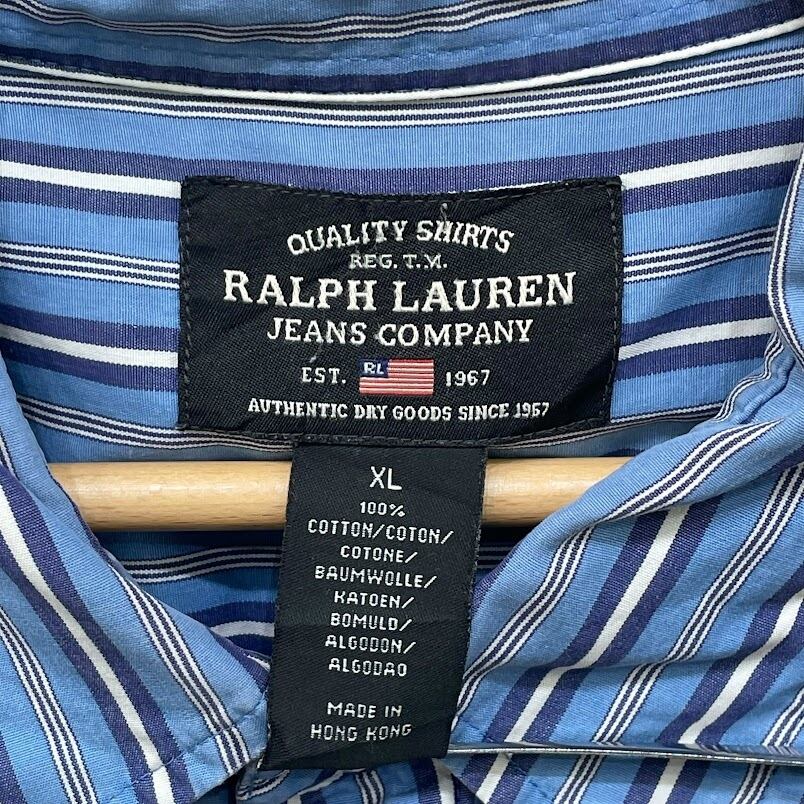 QUALITY SHIRTS
REG. T.M.
RALPH LAUREN
JEANS COMPANY
EST. RL 1967
AUTHENTIC DRY GOODS SINCE 1967
XL
100%
COTTON/COTON/
COTONE/
BAUMWOLLE/
KATOEN/
BOMULD/
ALGODON/
ALGODAO
MADE IN
HONG KONG